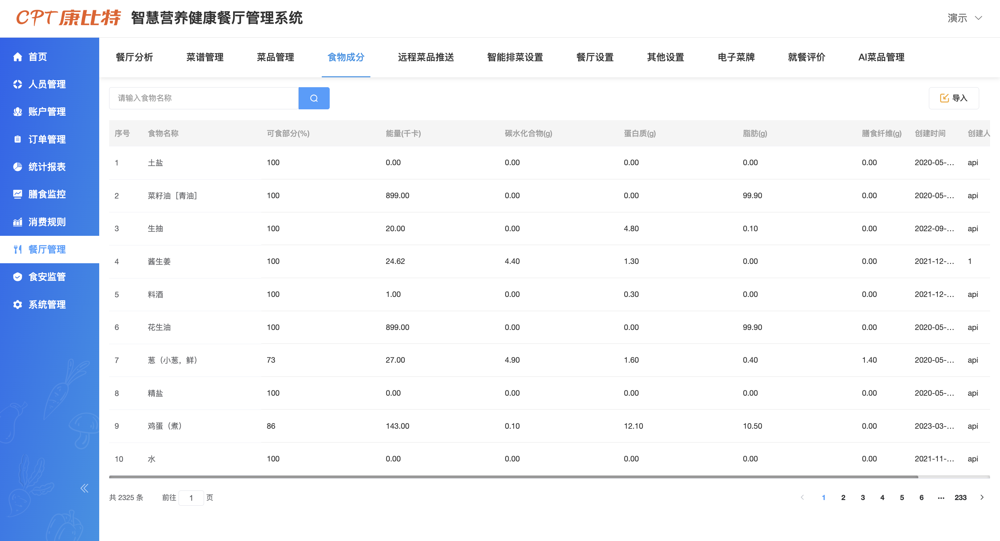 CPT康比特 智慧营养健康餐厅管理系统 演示
首页
人员管理
账户管理
订单管理
统计报表
膳食监控
消费规则
餐厅管理
食安监管
系统管理
餐厅分析 菜谱管理 菜品管理 食物成分 远程菜品推送 智能排菜设置 餐厅设置 其他设置 电子菜牌 就餐评价 AI菜品管理
请输入食物名称 导入
序号 食物名称 可食部分(%) 能量(千卡) 碳水化合物(g) 蛋白质(g) 脂肪(g) 膳食纤维(g) 创建时间 创建人
1 土盐 100 0.00 0.00 0.00 0.00 0.00 2020-05-... api
2 菜籽油［青油］ 100 899.00 0.00 0.00 99.90 0.00 2020-05-... api
3 生抽 100 20.00 0.00 4.80 0.10 0.00 2022-09-... api
4 酱生姜 100 24.62 4.40 1.30 0.00 0.00 2021-12-... 1
5 料酒 100 1.00 0.00 0.30 0.00 0.00 2021-12-... api
6 花生油 100 899.00 0.00 0.00 99.90 0.00 2020-05-... api
7 葱（小葱，鲜） 73 27.00 4.90 1.60 0.40 1.40 2020-05-... api
8 精盐 100 0.00 0.00 0.00 0.00 0.00 2020-05-... api
9 鸡蛋（煮） 86 143.00 0.10 12.10 10.50 0.00 2023-03-... api
10 水 100 0.00 0.00 0.00 0.00 0.00 2021-11-... api
共 2325 条 前往 1 页 1 2 3 4 5 6 ... 233